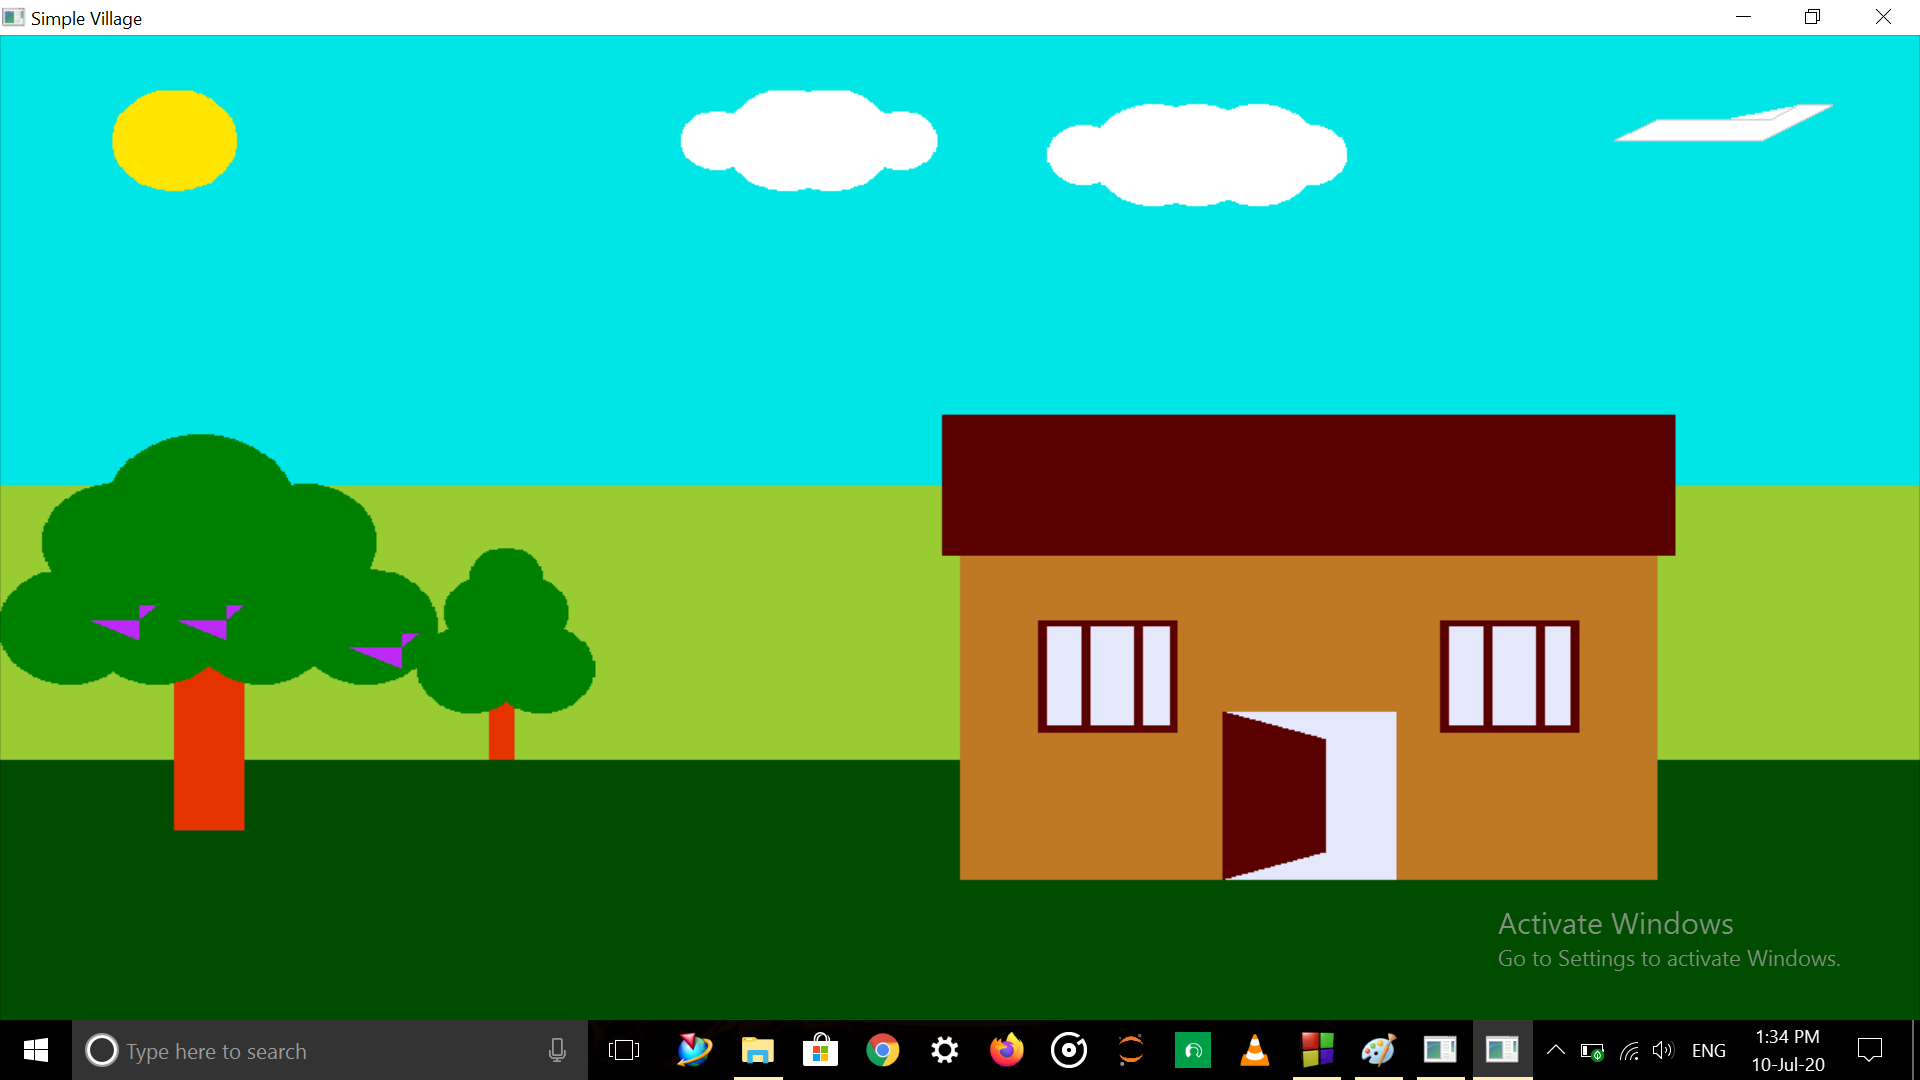 Simple Village
Activate Windows
Go to Settings to activate Windows.
Type here to search
ENG
1:34 PM
10-Jul-20